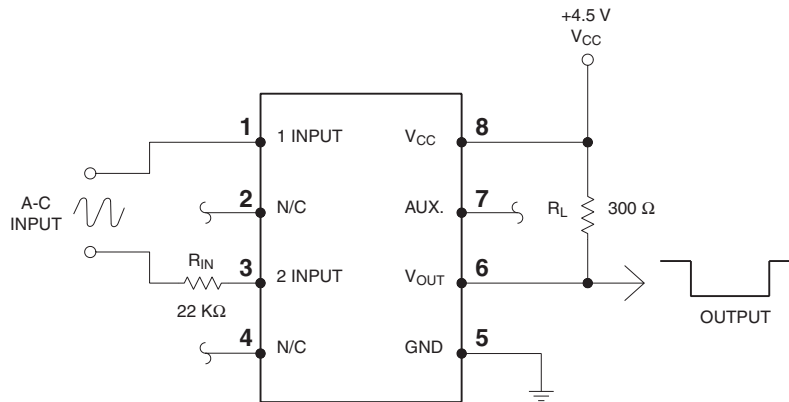 +4.5 V
VCC
1
1 INPUT
VCC
8
A-C
INPUT
2
N/C
AUX.
7
RL
300 Ω
RIN
22 KΩ
3
2 INPUT
VOUT
6
OUTPUT
4
N/C
GND
5